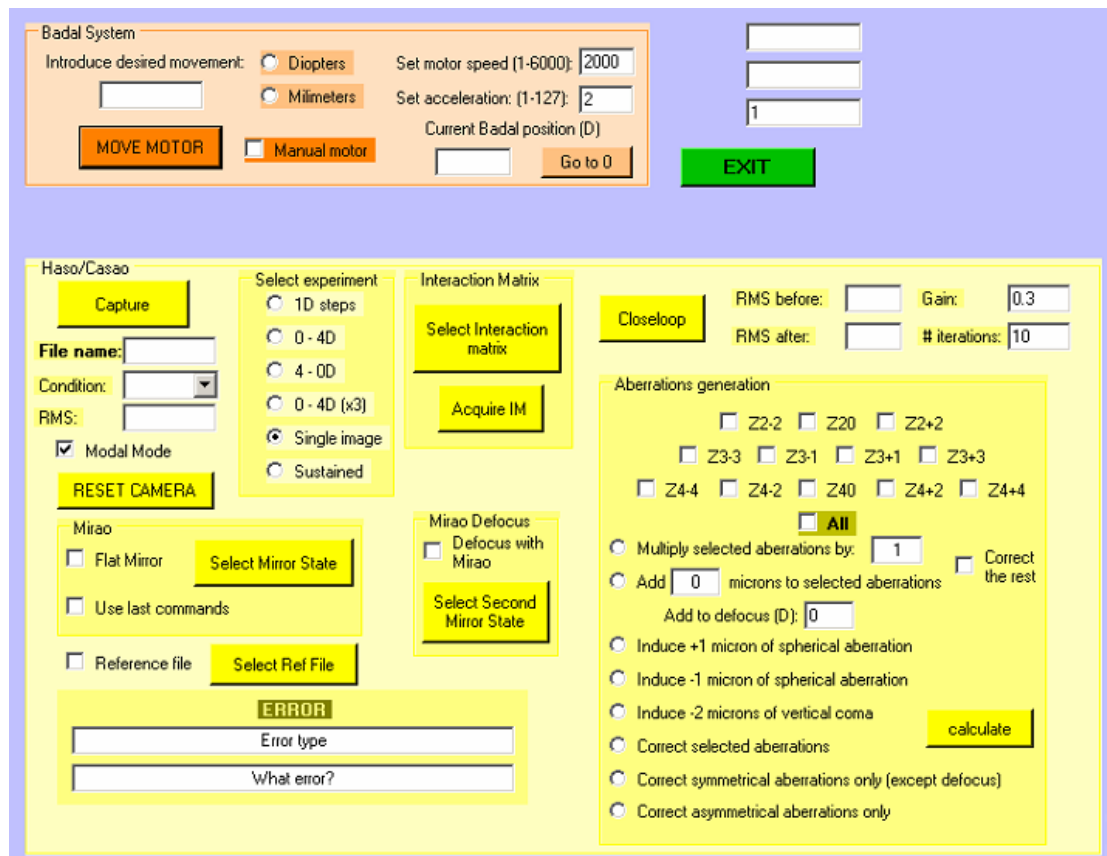 Badal System
Introduce desired movement:
Diopters
Milimeters
Set motor speed (1-6000): 2000
Set acceleration: (1-127): 2
Current Badal position (D)
MOVE MOTOR
Manual motor
Go to 0
1
EXIT
Haso/Casao
Capture
File name:
Condition:
RMS:
Modal Mode
RESET CAMERA
Select experiment
1D steps
0 - 4D
4 - 0D
0 - 4D (x3)
Single image
Sustained
Interaction Matrix
Select Interaction
matrix
Acquire IM
Closeloop
RMS before:
Gain: 0.3
RMS after:
# iterations: 10
Mirao
Flat Mirror
Select Mirror State
Use last commands
Mirao Defocus
Defocus with
Mirao
Select Second
Mirror State
Reference file
Select Ref File
ERROR
Error type
What error?
Aberrations generation
Z2-2 Z20 Z2+2
Z3-3 Z3-1 Z3+1 Z3+3
Z4-4 Z4-2 Z40 Z4+2 Z4+4
All
Multiply selected aberrations by: 1
Correct
the rest
Add 0 microns to selected aberrations
Add to defocus (D): 0
Induce +1 micron of spherical aberration
Induce -1 micron of spherical aberration
Induce -2 microns of vertical coma
calculate
Correct selected aberrations
Correct symmetrical aberrations only (except defocus)
Correct asymmetrical aberrations only